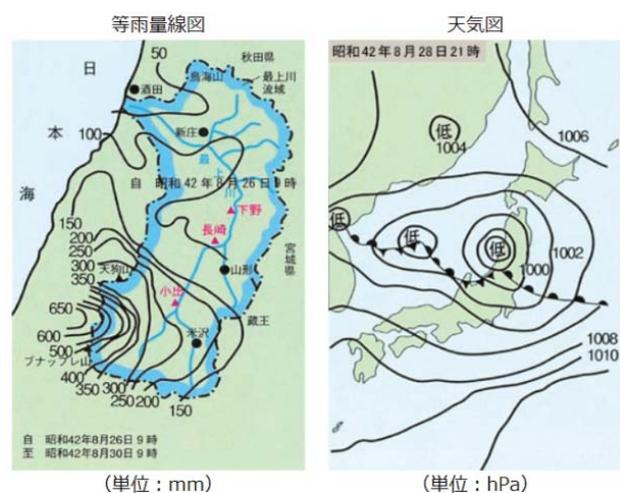 等雨量線図
日
本
海
50
秋田県
鳥海山
最上川
流域
酒田
新庄
100
最
上
川
自 昭和42年8月26日9時
下野
長崎
150
200
250
300
350
天狗山
宮城県
山形
小出
蔵王
650
600
500
米沢
ブナップレ山
400
350
300
250
200
150
自 昭和42年8月26日9時
至 昭和42年8月30日9時
(単位：mm)
天気図
昭和42年8月28日21時
低
1004
1006
低
低
低
1002
1000
1008
1010
(単位：hPa)